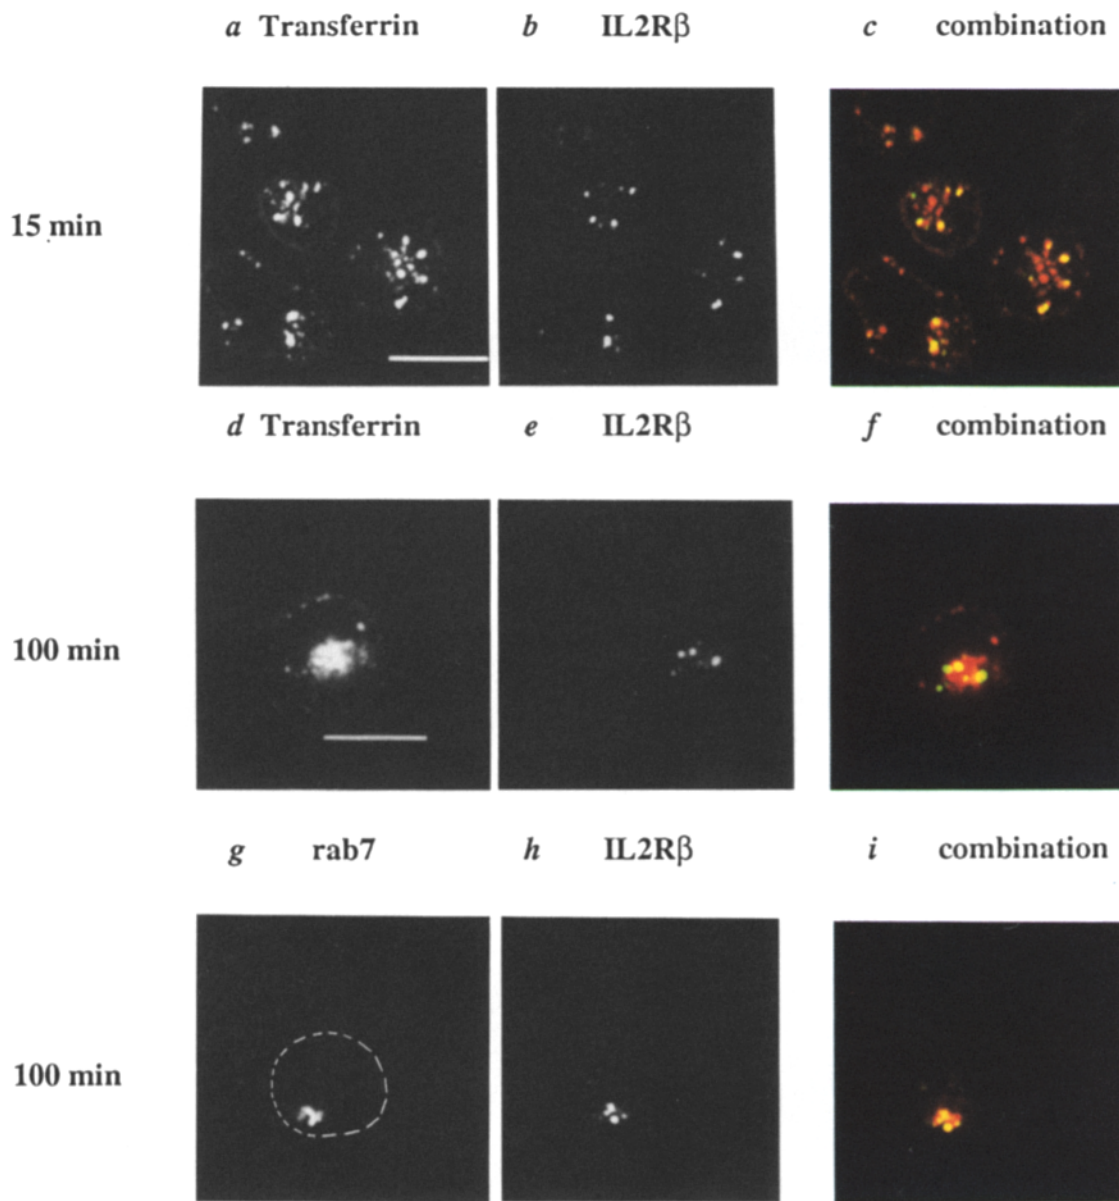 a Transferrin b IL2Rβ c combination
15 min
d Transferrin e IL2Rβ f combination
100 min
g rab7 h IL2Rβ i combination
100 min